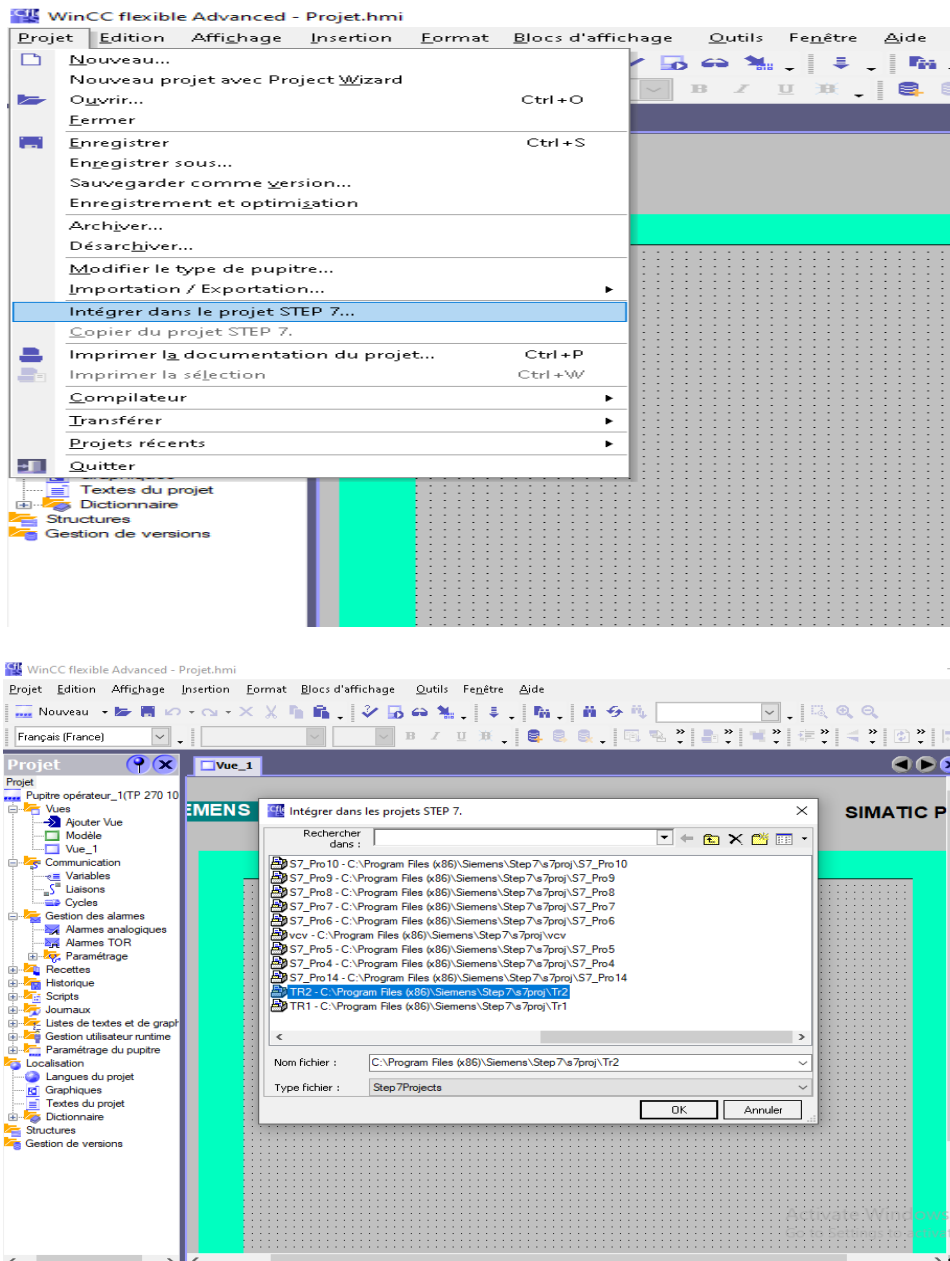 WinCC flexible Advanced - Projet.hmi
Projet Edition Affichage Insertion Format Blocs d'affichage Outils Fenêtre Aide
Nouveau...
Nouveau projet avec Project Wizard
Ouvrir... Ctrl+O
Fermer
Enregistrer Ctrl+S
Enregistrer sous...
Sauvegarder comme version...
Enregistrement et optimisation
Archiver...
Désarchiver...
Modifier le type de pupitre...
Importation / Exportation...
Intégrer dans le projet STEP 7...
Copier du projet STEP 7.
Imprimer la documentation du projet... Ctrl+P
Imprimer la sélection Ctrl+W
Compilateur
Transférer
Projets récents
Quitter
Graphiques
Textes du projet
Dictionnaire
Structures
Gestion de versions
WinCC flexible Advanced - Projet.hmi
Projet Edition Affichage Insertion Format Blocs d'affichage Outils Fenêtre Aide
Nouveau
Français (France)
Projet
Vue_1
Projet
Pupitre opérateur_1(TP 270 10
Vues
Ajouter Vue
Modèle
Vue_1
Communication
Variables
Liaisons
Cycles
Gestion des alarmes
Alarmes analogiques
Alarmes TOR
Paramétrage
Recettes
Historique
Scripts
Journaux
Listes de textes et de graph
Gestion utilisateur runtime
Paramétrage du pupitre
Localisation
Langues du projet
Graphiques
Textes du projet
Dictionnaire
Structures
Gestion de versions
EMENS
SIMATIC P
Intégrer dans les projets STEP 7.
Rechercher dans :
S7_Pro10 - C:\Program Files (x86)\Siemens\Step7\s7proj\S7_Pro10
S7_Pro9 - C:\Program Files (x86)\Siemens\Step7\s7proj\S7_Pro9
S7_Pro8 - C:\Program Files (x86)\Siemens\Step7\s7proj\S7_Pro8
S7_Pro7 - C:\Program Files (x86)\Siemens\Step7\s7proj\S7_Pro7
S7_Pro6 - C:\Program Files (x86)\Siemens\Step7\s7proj\S7_Pro6
vcv - C:\Program Files (x86)\Siemens\Step7\s7proj\vcv
S7_Pro5 - C:\Program Files (x86)\Siemens\Step7\s7proj\S7_Pro5
S7_Pro4 - C:\Program Files (x86)\Siemens\Step7\s7proj\S7_Pro4
S7_Pro14 - C:\Program Files (x86)\Siemens\Step7\s7proj\S7_Pro14
TR2 - C:\Program Files (x86)\Siemens\Step7\s7proj\Tr2
TR1 - C:\Program Files (x86)\Siemens\Step7\s7proj\Tr1
Nom fichier : C:\Program Files (x86)\Siemens\Step7\s7proj\Tr2
Type fichier : Step7Projects
OK Annuler
Activate Windows
Go to Settings to activat